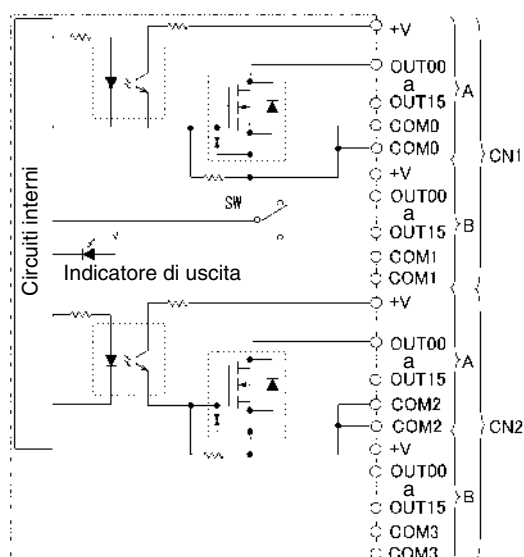 +V
OUT00
a
OUT15
COM0
COM0
A
CN1
+V
OUT00
a
OUT15
COM1
COM1
B
SW
Circuiti interni
Indicatore di uscita
+V
OUT00
a
OUT15
COM2
COM2
A
CN2
+V
OUT00
a
OUT15
COM3
COM3
B